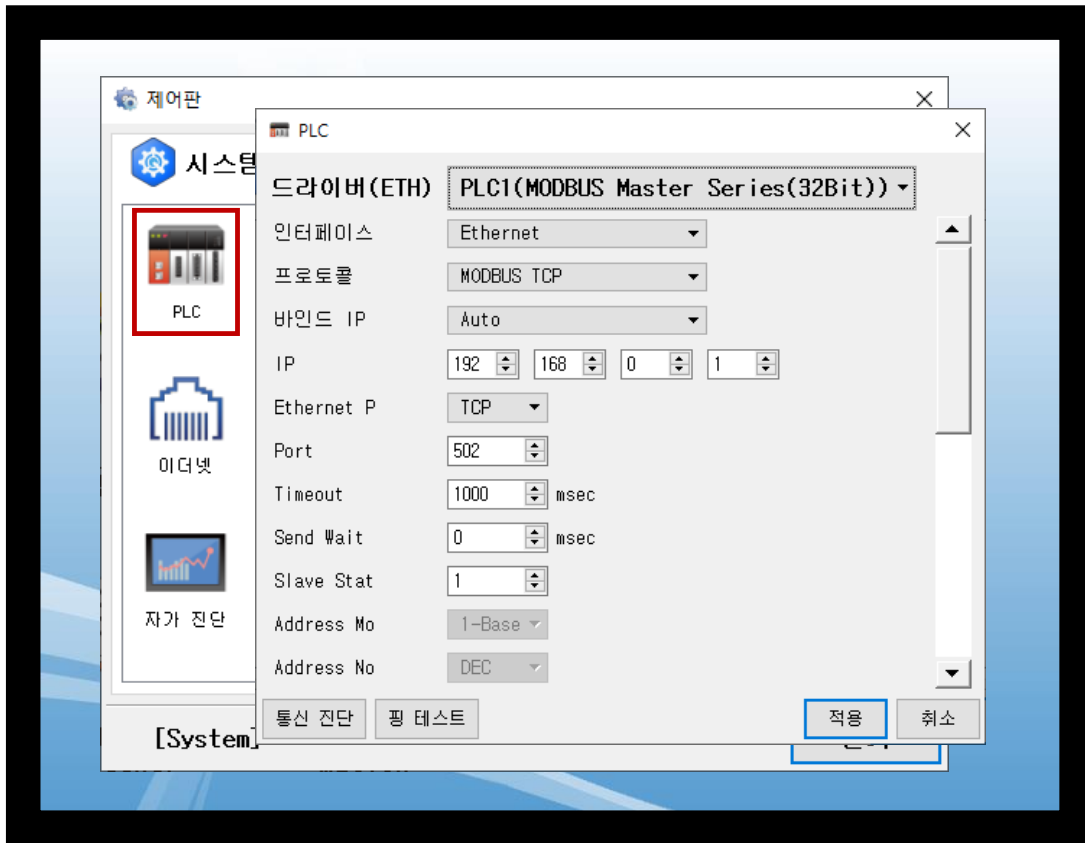 제어판
시스템
PLC
이더넷
자가 진단
[System]
PLC
드라이버(ETH) PLC1(MODBUS Master Series(32Bit))
인터페이스 Ethernet
프로토콜 MODBUS TCP
바인드 IP Auto
IP 192 168 0 1
Ethernet P TCP
Port 502
Timeout 1000 msec
Send Wait 0 msec
Slave Stat 1
Address Mo 1-Base
Address No DEC
통신 진단 핑 테스트 적용 취소